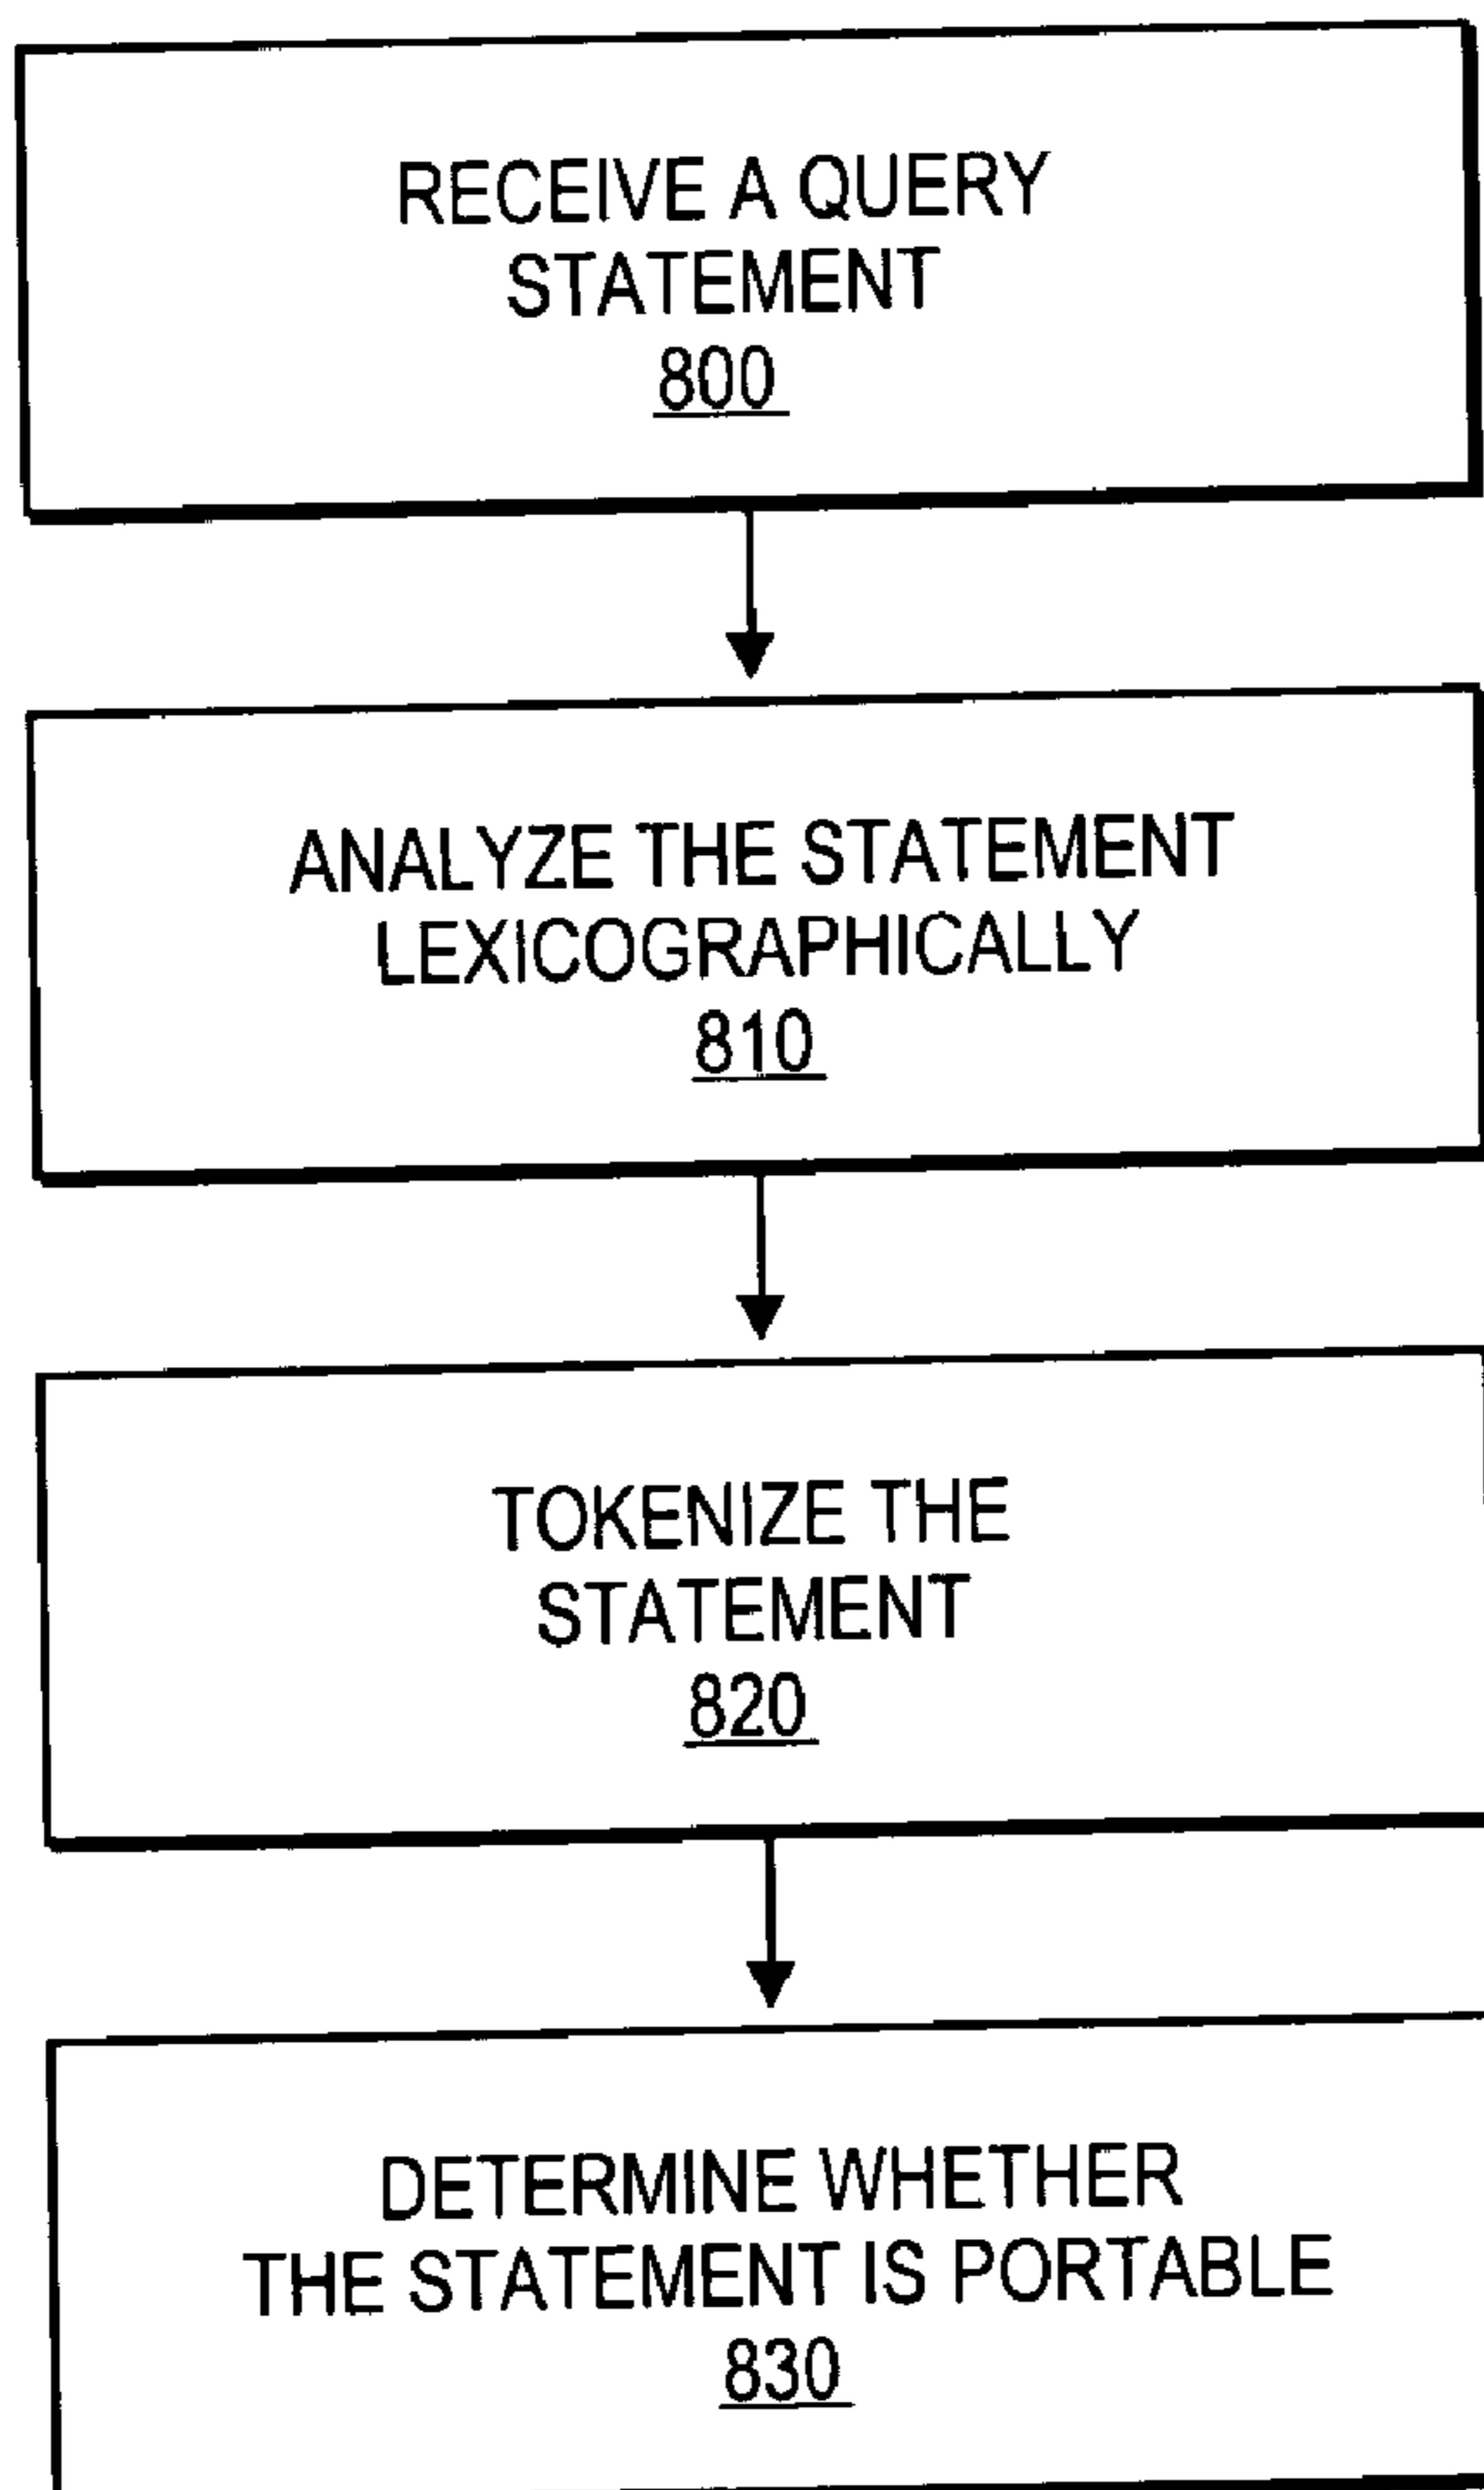 RECEIVE A QUERY
STATEMENT
800
ANALYZE THE STATEMENT
LEXICOGRAPHICALLY
810
TOKENIZE THE
STATEMENT
820
DETERMINE WHETHER
THE STATEMENT IS PORTABLE
830